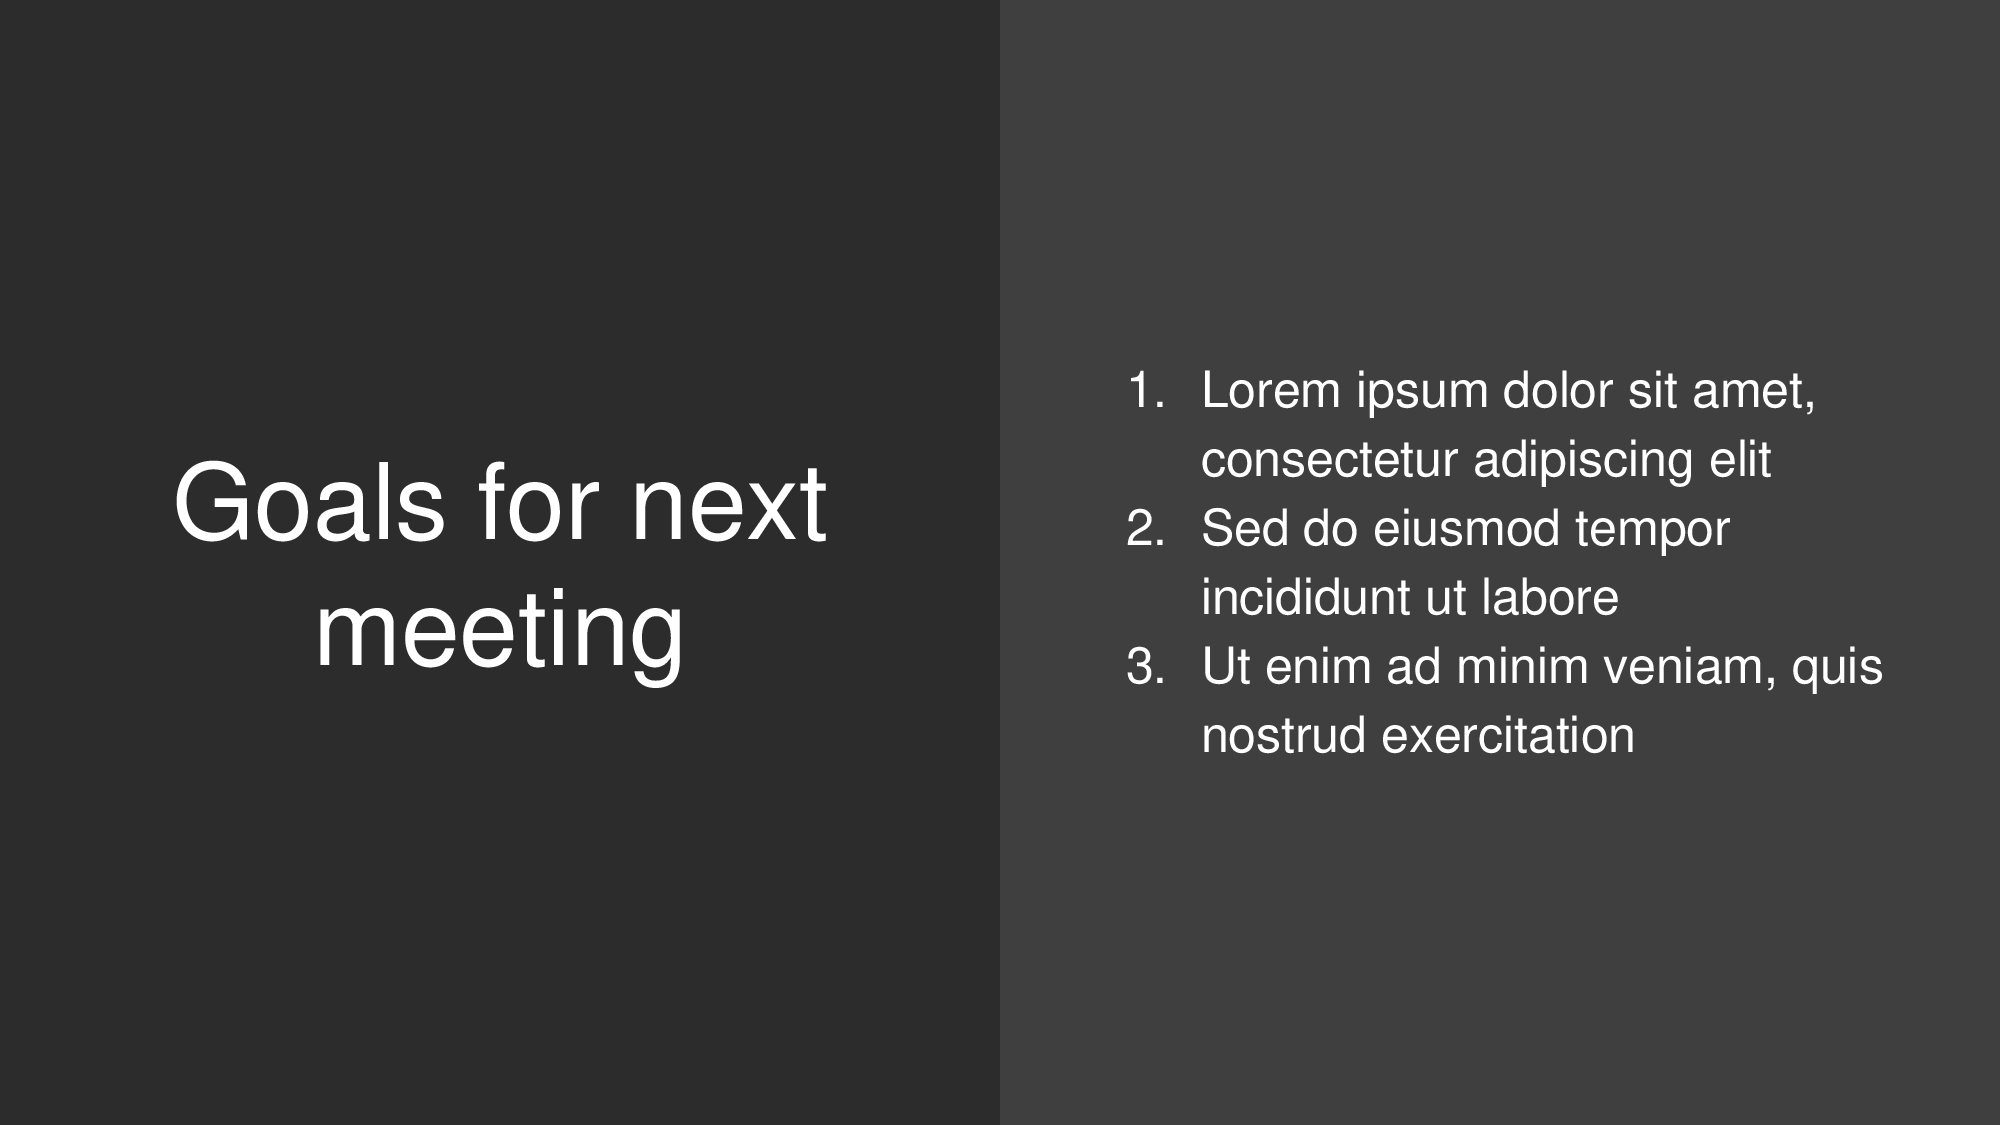 Goals for next
meeting
1. Lorem ipsum dolor sit amet,
consectetur adipiscing elit
2. Sed do eiusmod tempor
incididunt ut labore
3. Ut enim ad minim veniam, quis
nostrud exercitation